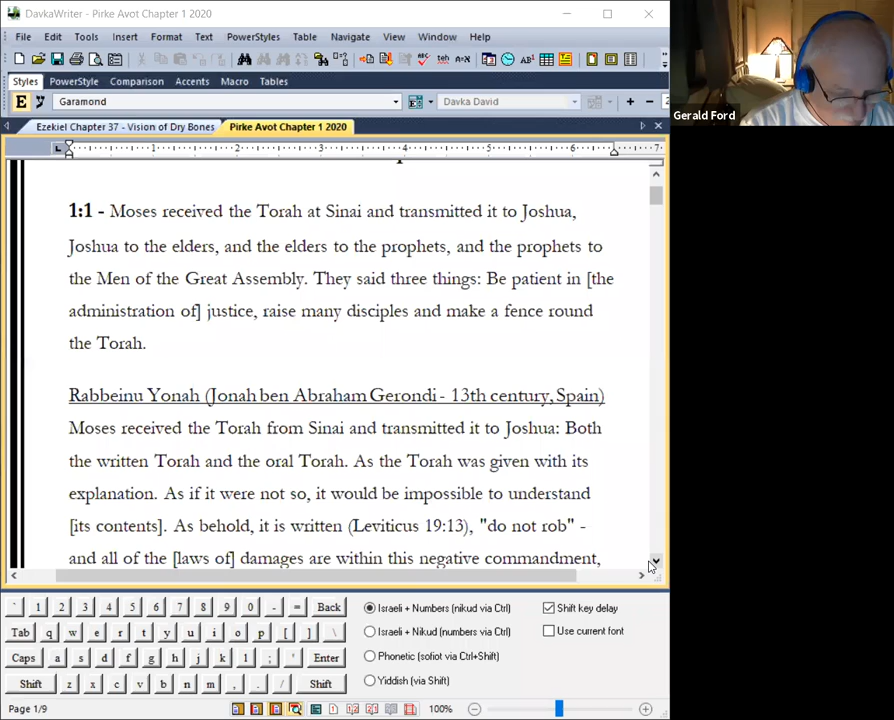 DavkaWriter - Pirke Avot Chapter 1 2020
File Edit Tools Insert Format Text PowerStyles Table Navigate View Window Help
Styles PowerStyle Comparison Accents Macro Tables
E Garamond Davka David
Ezekiel Chapter 37 - Vision of Dry Bones Pirke Avot Chapter 1 2020
1 2 3 4 5 6 7
1:1 - Moses received the Torah at Sinai and transmitted it to Joshua,
Joshua to the elders, and the elders to the prophets, and the prophets to
the Men of the Great Assembly. They said three things: Be patient in [the
administration of] justice, raise many disciples and make a fence round
the Torah.
Rabbeinu Yonah (Jonah ben Abraham Gerondi - 13th century, Spain)
Moses received the Torah from Sinai and transmitted it to Joshua: Both
the written Torah and the oral Torah. As the Torah was given with its
explanation. As if it were not so, it would be impossible to understand
[its contents]. As behold, it is written (Leviticus 19:13), "do not rob" -
and all of the [laws of] damages are within this negative commandment,
` 1 2 3 4 5 6 7 8 9 0 - = Back
Tab q w e r t y u i o p [ ] \
Caps a s d f g h j k l ; ' Enter
Shift z x c v b n m , . / Shift
Israeli + Numbers (nikud via Ctrl)
Israeli + Nikud (numbers via Ctrl)
Phonetic (sofiot via Ctrl+Shift)
Yiddish (via Shift)
Shift key delay
Use current font
Page 1/9 100%
Gerald Ford